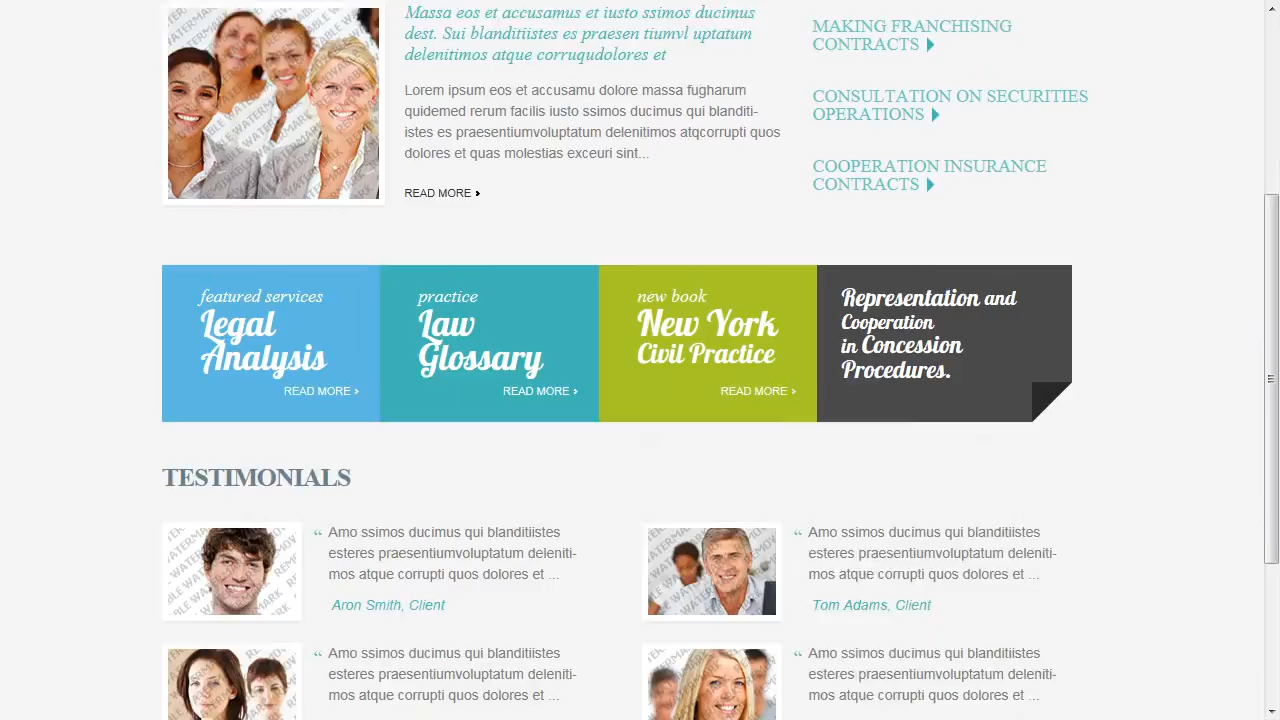 Massa eos et accusamus et iusto ssimos ducimus
dest. Sui blanditiistes es praesen tiumvl uptatum
delenitimos atque corruqudolores et
Lorem ipsum eos et accusamu dolore massa fugharum
quidemed rerum facilis iusto ssimos ducimus qui blanditi-
istes es praesentiumvoluptatum delenitimos atqcorrupti quos
dolores et quas molestias exceuri sint...
READ MORE
MAKING FRANCHISING
CONTRACTS
CONSULTATION ON SECURITIES
OPERATIONS
COOPERATION INSURANCE
CONTRACTS
featured services
Legal
Analysis
READ MORE
practice
Law
Glossary
READ MORE
new book
New York
Civil Practice
READ MORE
Representation and
Cooperation
in Concession
Procedures.
TESTIMONIALS
“ Amo ssimos ducimus qui blanditiistes
esteres praesentiumvoluptatum deleniti-
mos atque corrupti quos dolores et ...
Aron Smith, Client
“ Amo ssimos ducimus qui blanditiistes
esteres praesentiumvoluptatum deleniti-
mos atque corrupti quos dolores et ...
Tom Adams, Client
“ Amo ssimos ducimus qui blanditiistes
esteres praesentiumvoluptatum deleniti-
mos atque corrupti quos dolores et ...
“ Amo ssimos ducimus qui blanditiistes
esteres praesentiumvoluptatum deleniti-
mos atque corrupti quos dolores et ...